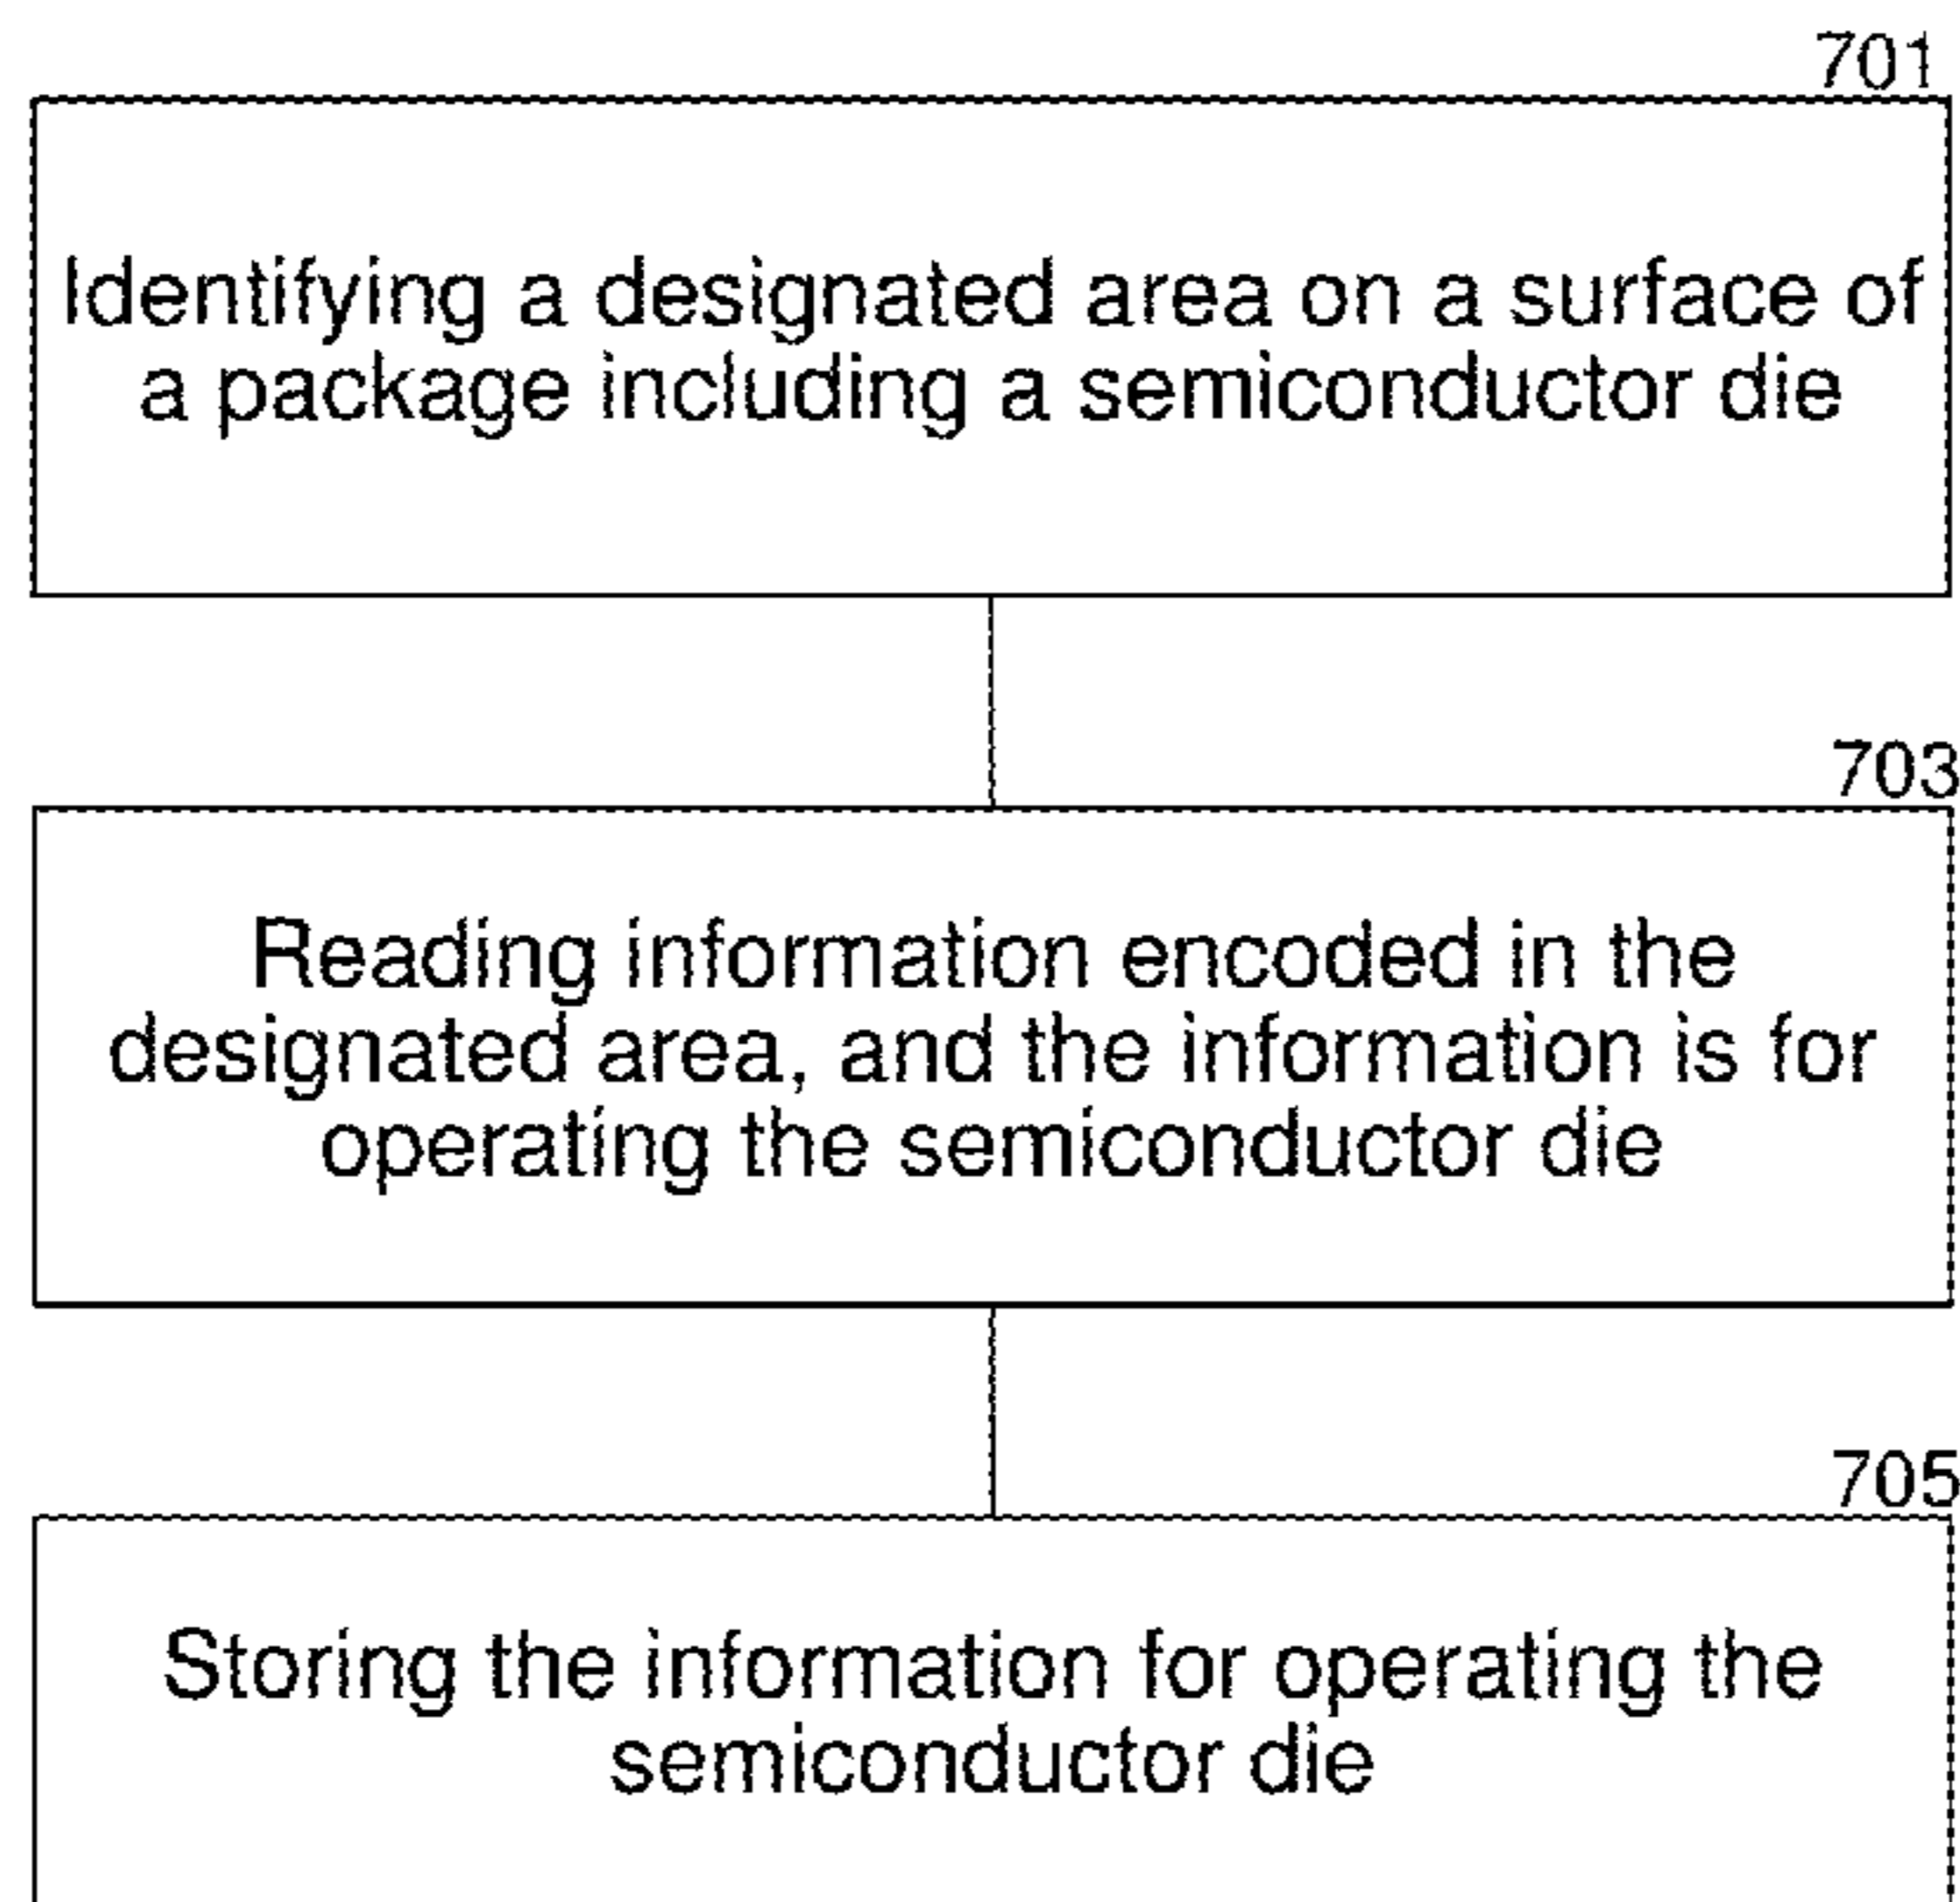 701
Identifying a designated area on a surface of
a package including a semiconductor die
703
Reading information encoded in the
designated area, and the information is for
operating the semiconductor die
705
Storing the information for operating the
semiconductor die